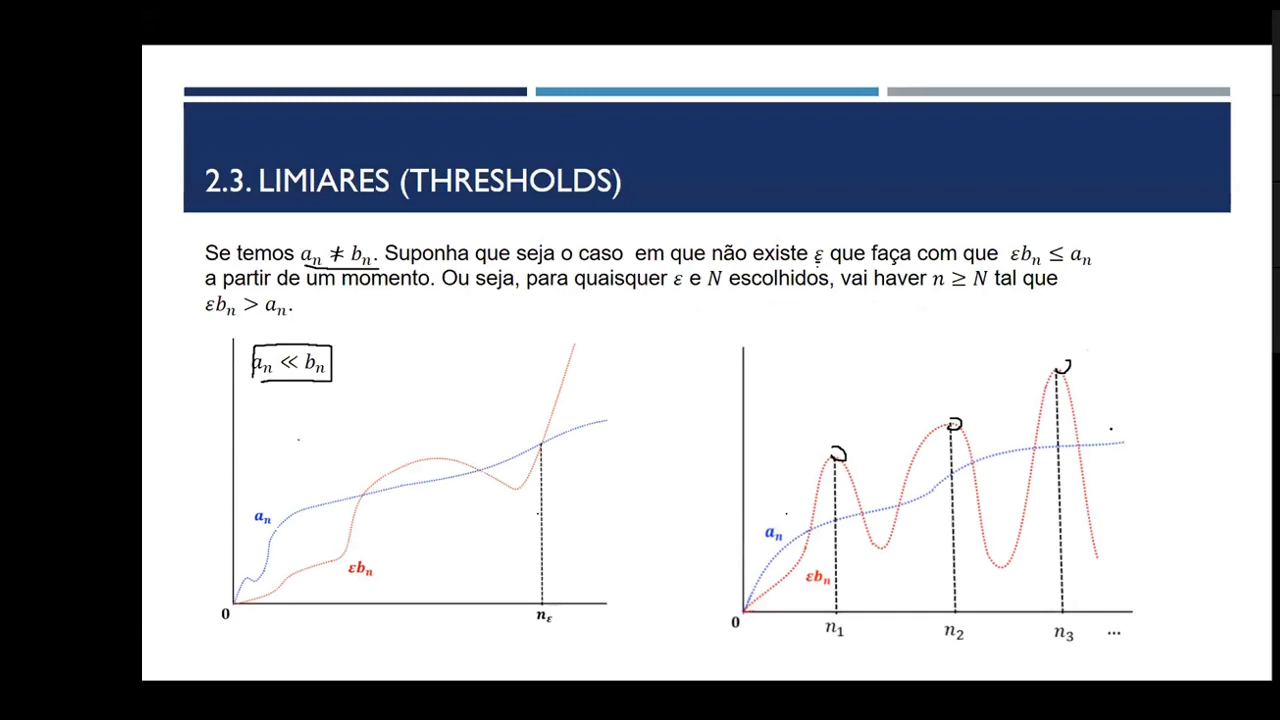 2.3. LIMIARES (THRESHOLDS)
Se temos aₙ ≭ bₙ. Suponha que seja o caso em que não existe ε que faça com que εbₙ ≤ aₙ
a partir de um momento. Ou seja, para quaisquer ε e N escolhidos, vai haver n ≥ N tal que
εbₙ > aₙ.
aₙ ≪ bₙ
aₙ
εbₙ
0
n_ε
aₙ
εbₙ
0
n₁
n₂
n₃
...